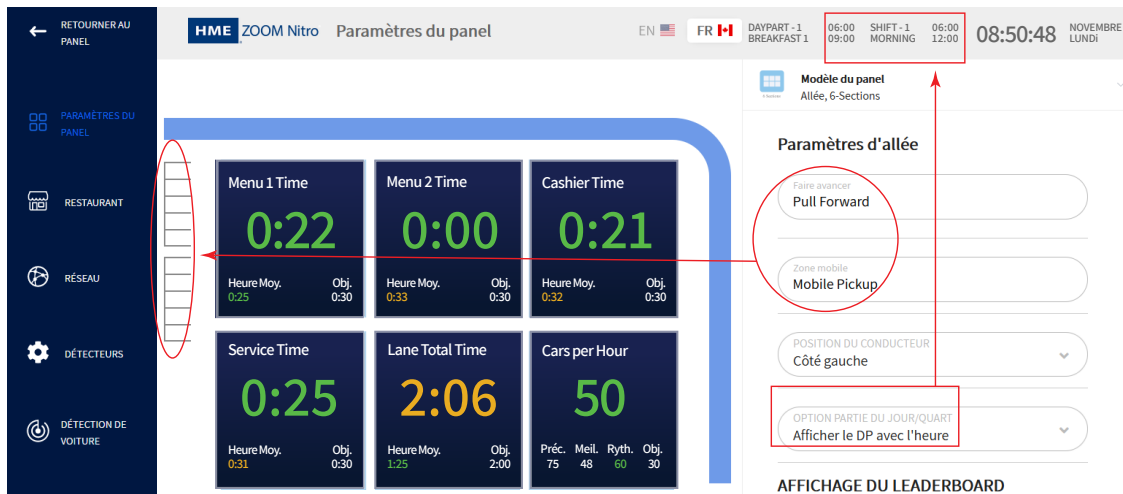 RETOURNER AU
PANEL
HME ZOOM Nitro Paramètres du panel
EN FR
DAYPART - 1 06:00 SHIFT - 1 06:00
BREAKFAST 1 09:00 MORNING 12:00
08:50:48
NOVEMBRE
LUNDi
PARAMÈTRES DU
PANEL
RESTAURANT
RÉSEAU
DÉTECTEURS
DÉTECTION DE
VOITURE
Menu 1 Time
0:22
Heure Moy. Obj.
0:25 0:30
Menu 2 Time
0:00
Heure Moy. Obj.
0:33 0:30
Cashier Time
0:21
Heure Moy. Obj.
0:32 0:30
Service Time
0:25
Heure Moy. Obj.
0:31 0:30
Lane Total Time
2:06
Heure Moy. Obj.
1:25 2:00
Cars per Hour
50
Préc. Meil. Ryth. Obj.
75 48 60 30
6-Sections
Modèle du panel
Allée, 6-Sections
Paramètres d'allée
Faire avancer
Pull Forward
Zone mobile
Mobile Pickup
POSITION DU CONDUCTEUR
Côté gauche
OPTION PARTIE DU JOUR/QUART
Afficher le DP avec l'heure
AFFICHAGE DU LEADERBOARD